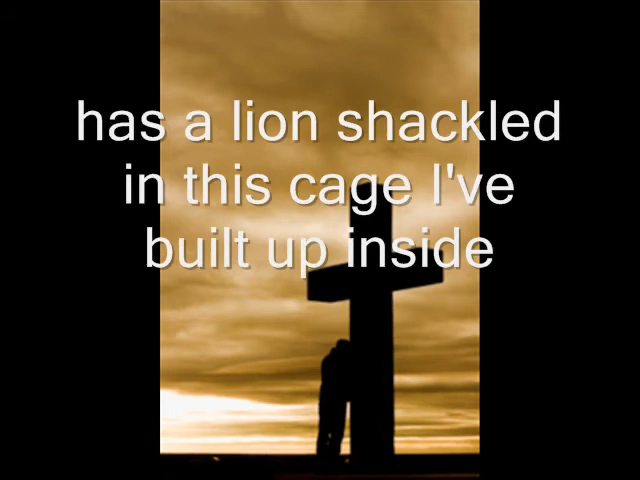 has a lion shackled
in this cage I've
built up inside